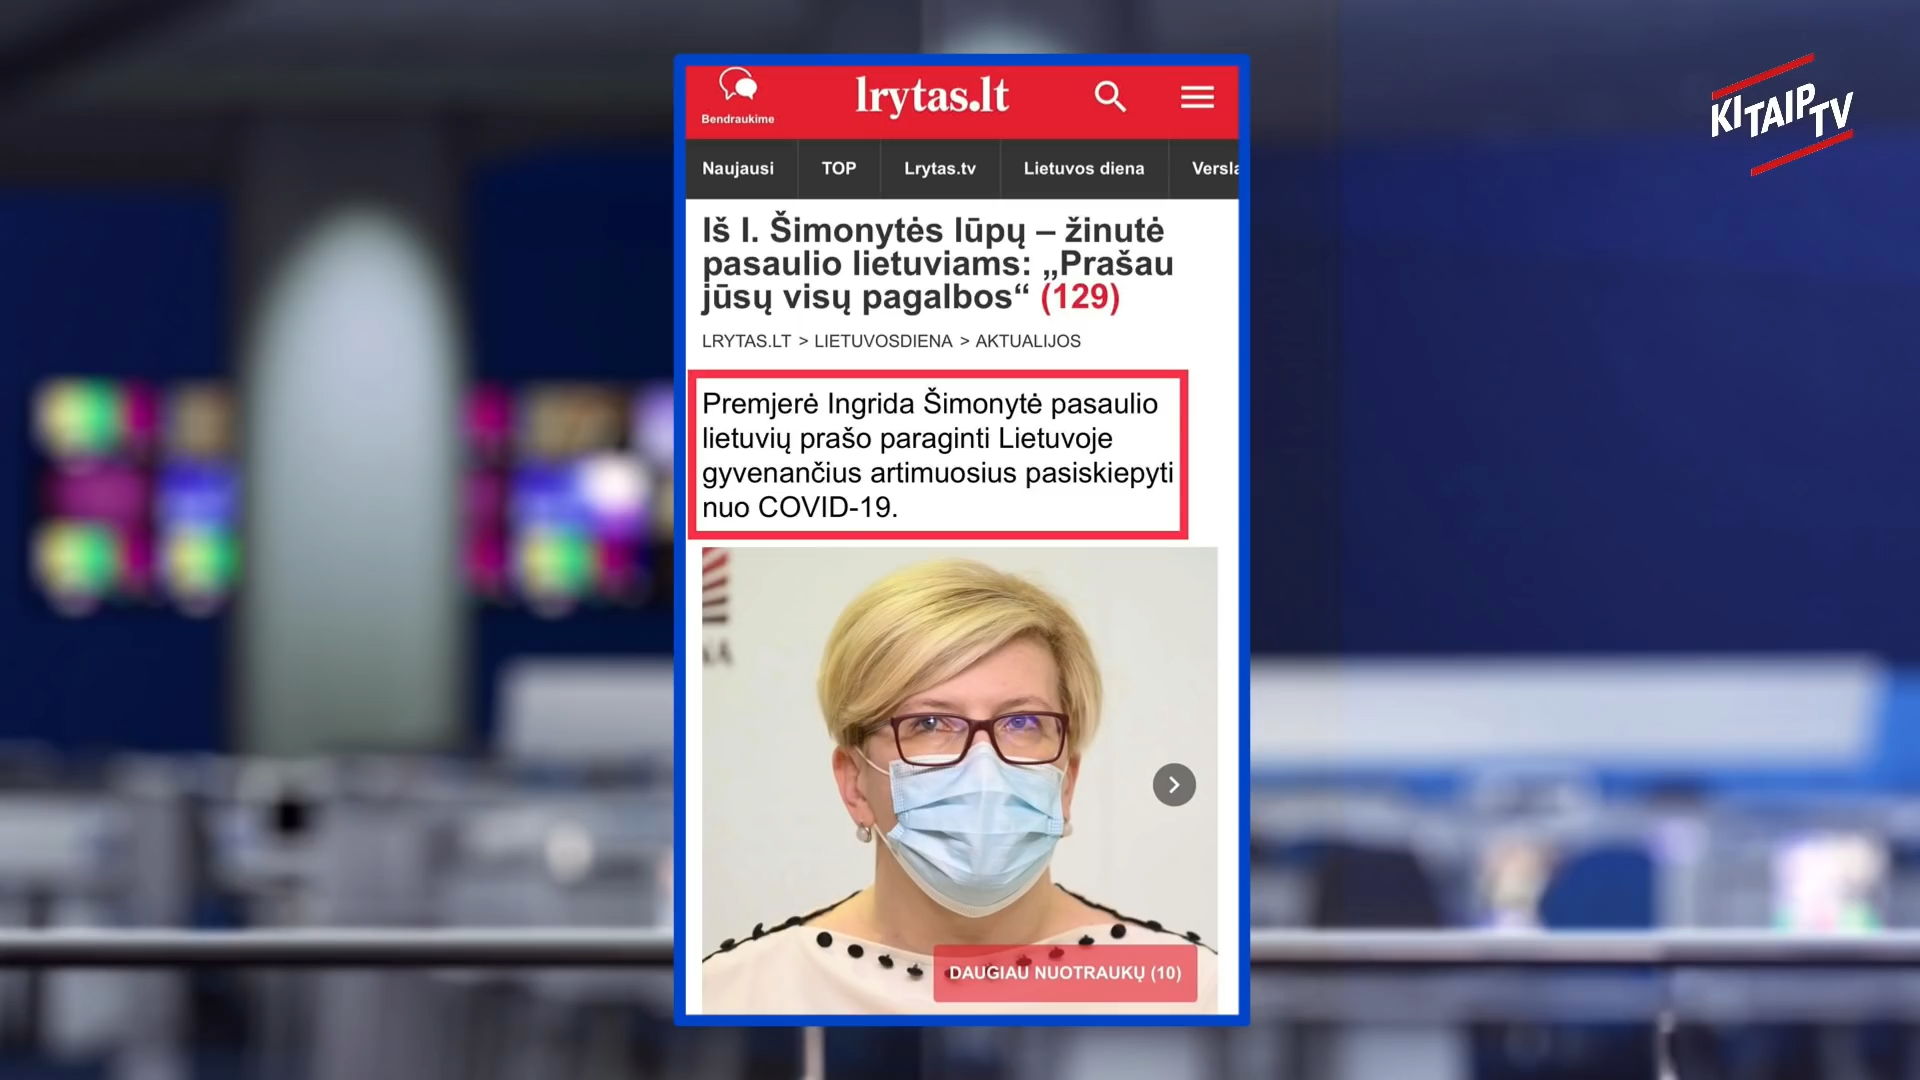 Bendraukime
lrytas.lt
KITAIP TV
Naujausi
TOP
Lrytas.tv
Lietuvos diena
Versla
Iš I. Šimonytės lūpų – žinutė
pasaulio lietuviams: „Prašau
jūsų visų pagalbos“ (129)
LRYTAS.LT > LIETUVOSDIENA > AKTUALIJOS
Premjerė Ingrida Šimonytė pasaulio
lietuvių prašo paraginti Lietuvoje
gyvenančius artimuosius pasiskiepyti
nuo COVID-19.
DAUGIAU NUOTRAUKŲ (10)